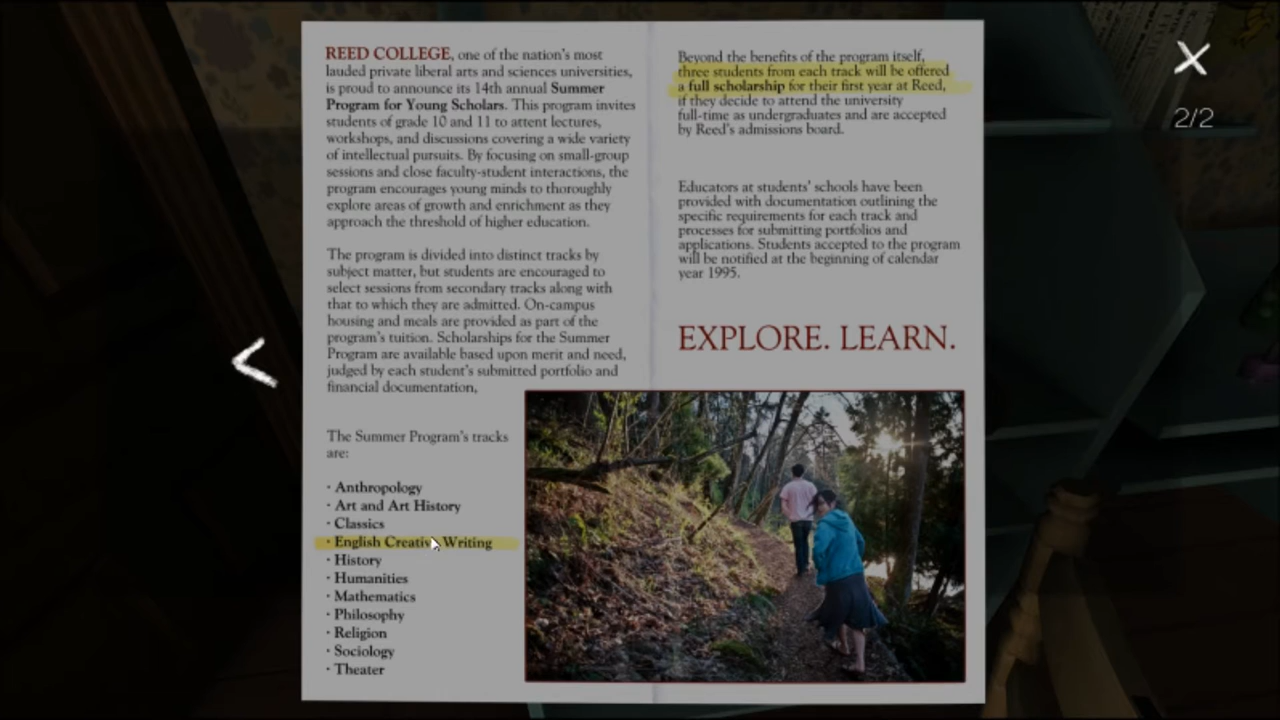 REED COLLEGE, one of the nation's most
lauded private liberal arts and sciences universities,
is proud to announce its 14th annual Summer
Program for Young Scholars. This program invites
students of grade 10 and 11 to attent lectures,
workshops, and discussions covering a wide variety
of intellectual pursuits. By focusing on small-group
sessions and close faculty-student interactions, the
program encourages young minds to thoroughly
explore areas of growth and enrichment as they
approach the threshold of higher education.
The program is divided into distinct tracks by
subject matter, but students are encouraged to
select sessions from secondary tracks along with
that to which they are admitted. On-campus
housing and meals are provided as part of the
program's tuition. Scholarships for the Summer
Program are available based upon merit and need,
judged by each student's submitted portfolio and
financial documentation,
The Summer Program's tracks
are:
· Anthropology
· Art and Art History
· Classics
· English Creative Writing
· History
· Humanities
· Mathematics
· Philosophy
· Religion
· Sociology
· Theater
Beyond the benefits of the program itself,
three students from each track will be offered
a full scholarship for their first year at Reed,
if they decide to attend the university
full-time as undergraduates and are accepted
by Reed's admissions board.
Educators at students' schools have been
provided with documentation outlining the
specific requirements for each track and
processes for submitting portfolios and
applications. Students accepted to the program
will be notified at the beginning of calendar
year 1995.
EXPLORE. LEARN.
2/2